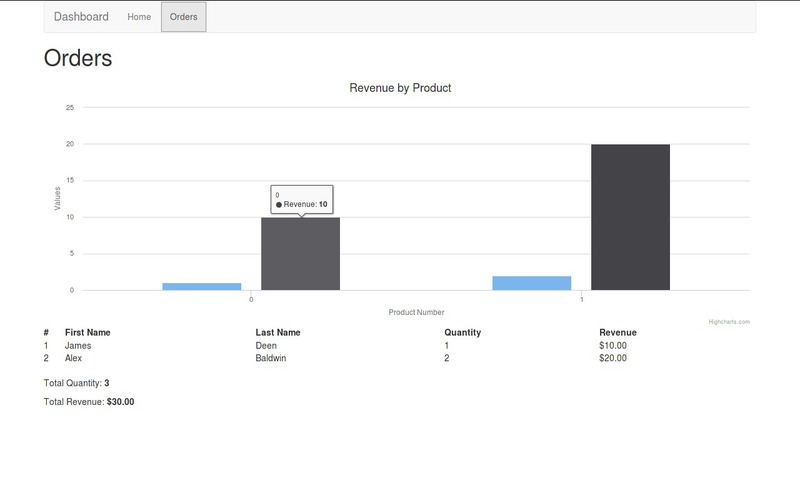 Dashboard Home Orders
Orders
Revenue by Product
25
20
15
10
5
0
Values
0
Revenue: 10
0 1
Product Number
Highcharts.com
# First Name Last Name Quantity Revenue
1 James Deen 1 $10.00
2 Alex Baldwin 2 $20.00
Total Quantity: 3
Total Revenue: $30.00